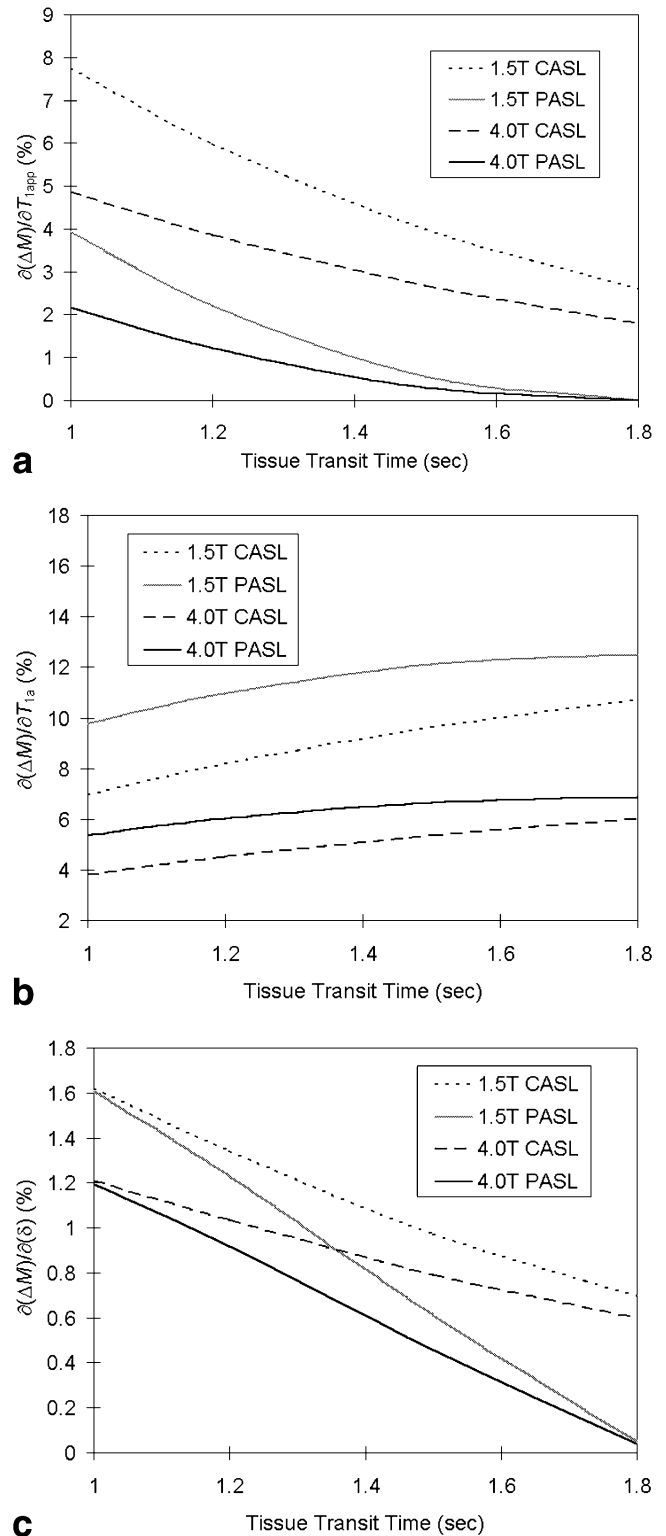 9
8
7
6
5
4
3
2
1
0
∂(ΔM)/∂T1app (%)
1.5T CASL
1.5T PASL
4.0T CASL
4.0T PASL
1 1.2 1.4 1.6 1.8
Tissue Transit Time (sec)
a
18
16
14
12
10
8
6
4
2
∂(ΔM)/∂T1a (%)
1.5T CASL
1.5T PASL
4.0T CASL
4.0T PASL
1 1.2 1.4 1.6 1.8
Tissue Transit Time (sec)
b
1.8
1.6
1.4
1.2
1
0.8
0.6
0.4
0.2
0
∂(ΔM)/∂(δ) (%)
1.5T CASL
1.5T PASL
4.0T CASL
4.0T PASL
1 1.2 1.4 1.6 1.8
Tissue Transit Time (sec)
c